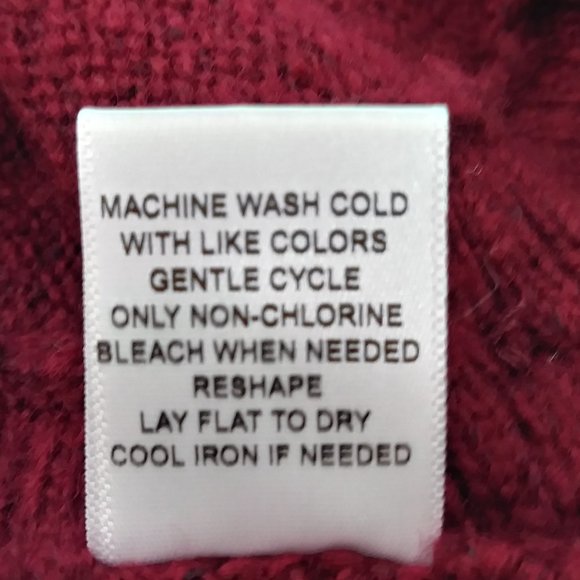 MACHINE WASH COLD
WITH LIKE COLORS
GENTLE CYCLE
ONLY NON-CHLORINE
BLEACH WHEN NEEDED
RESHAPE
LAY FLAT TO DRY
COOL IRON IF NEEDED